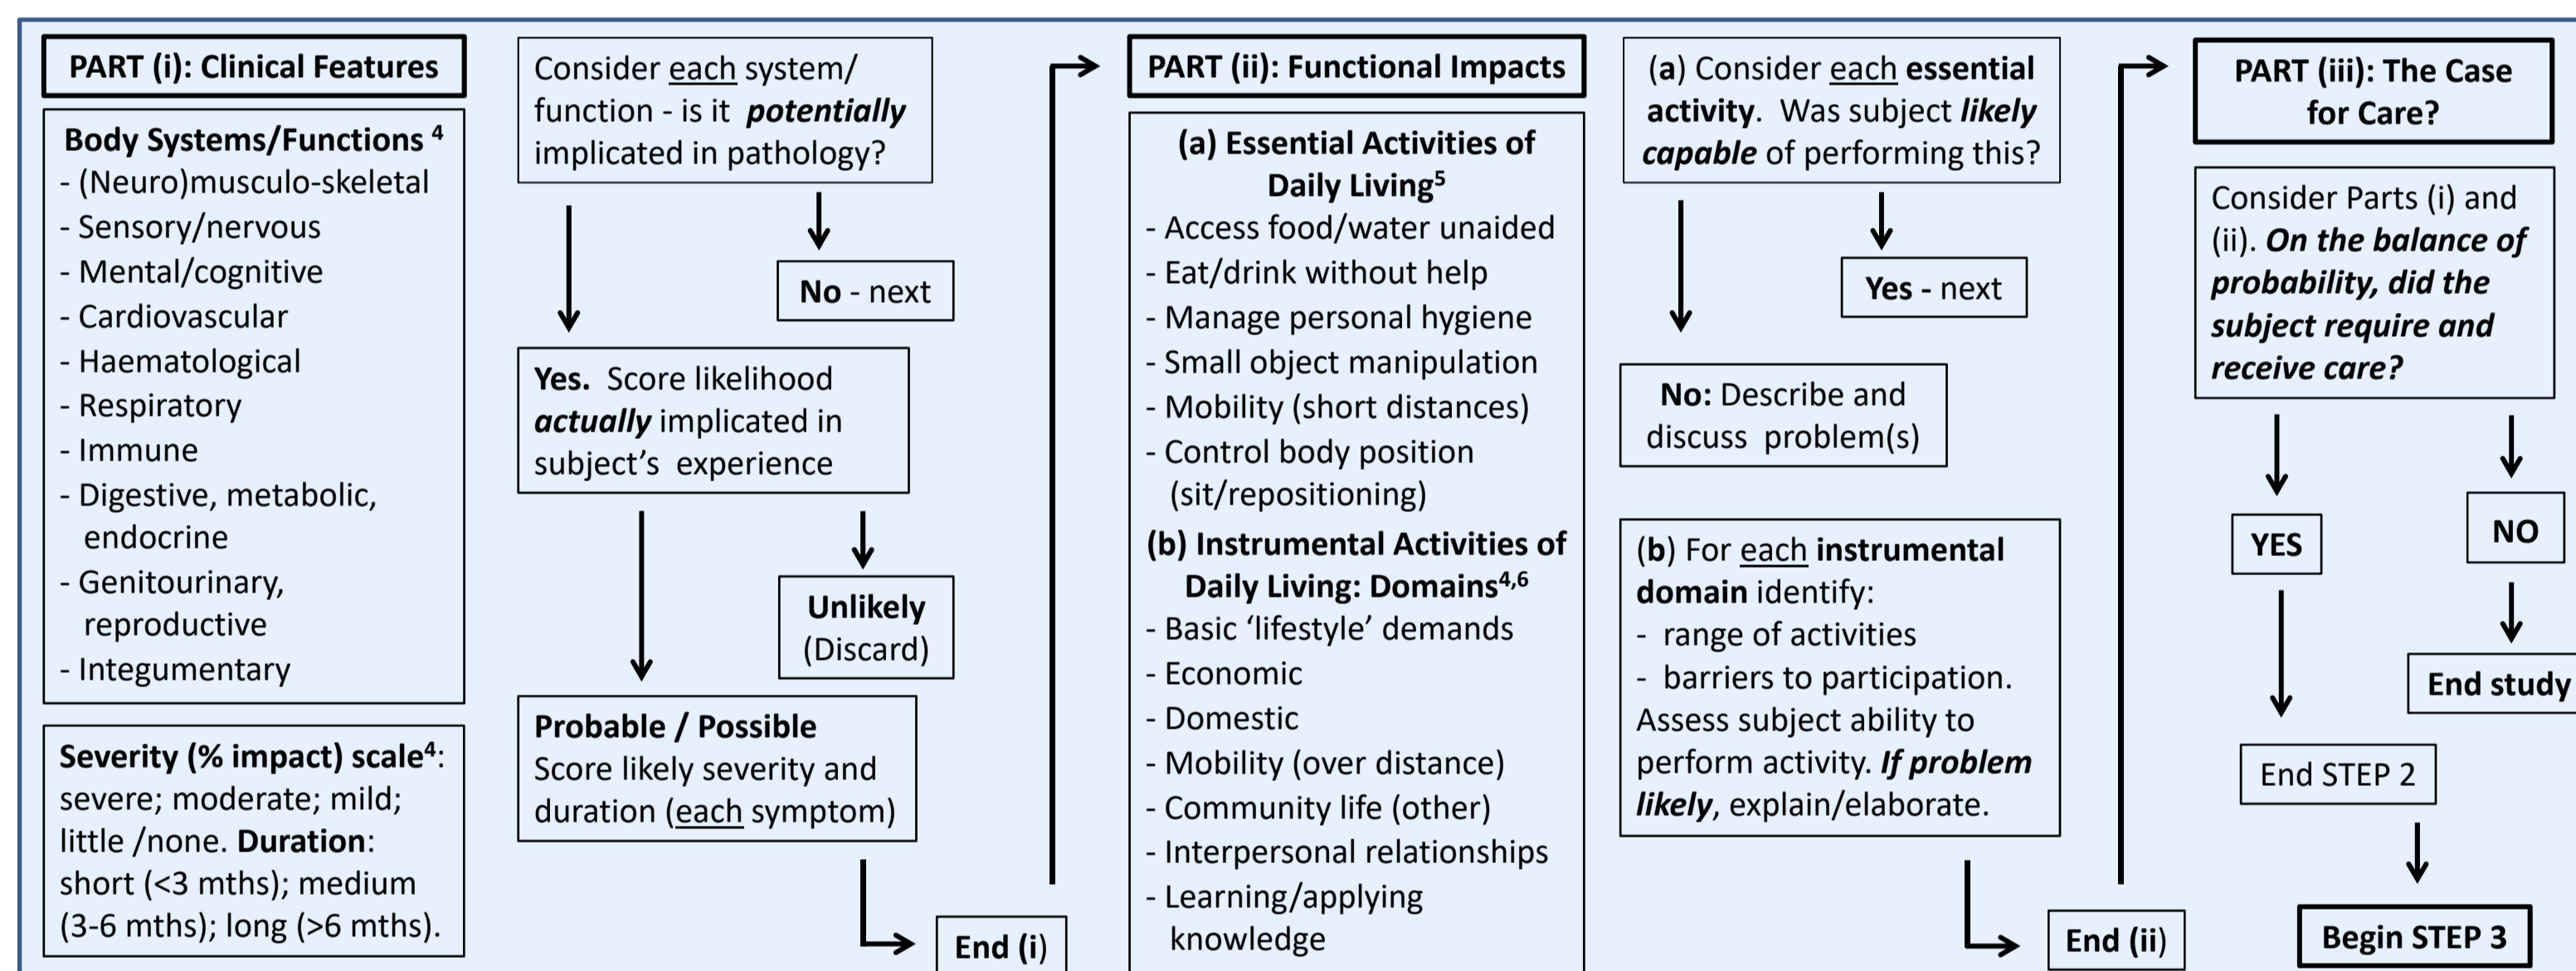 PART (i): Clinical Features
Body Systems/Functions 4
- (Neuro)musculo-skeletal
- Sensory/nervous
- Mental/cognitive
- Cardiovascular
- Haematological
- Respiratory
- Immune
- Digestive, metabolic,
endocrine
- Genitourinary,
reproductive
- Integumentary
Severity (% impact) scale4:
severe; moderate; mild;
little /none. Duration:
short (<3 mths); medium
(3-6 mths); long (>6 mths).
Consider each system/
function - is it potentially
implicated in pathology?
No - next
Yes. Score likelihood
actually implicated in
subject's experience
Unlikely
(Discard)
Probable / Possible
Score likely severity and
duration (each symptom)
End (i)
PART (ii): Functional Impacts
(a) Essential Activities of
Daily Living5
- Access food/water unaided
- Eat/drink without help
- Manage personal hygiene
- Small object manipulation
- Mobility (short distances)
- Control body position
(sit/repositioning)
(b) Instrumental Activities of
Daily Living: Domains4,6
- Basic ‘lifestyle’ demands
- Economic
- Domestic
- Mobility (over distance)
- Community life (other)
- Interpersonal relationships
- Learning/applying
knowledge
(a) Consider each essential
activity. Was subject likely
capable of performing this?
Yes - next
No: Describe and
discuss problem(s)
(b) For each instrumental
domain identify:
- range of activities
- barriers to participation.
Assess subject ability to
perform activity. If problem
likely, explain/elaborate.
End (ii)
PART (iii): The Case
for Care?
Consider Parts (i) and
(ii). On the balance of
probability, did the
subject require and
receive care?
YES
NO
End study
End STEP 2
Begin STEP 3